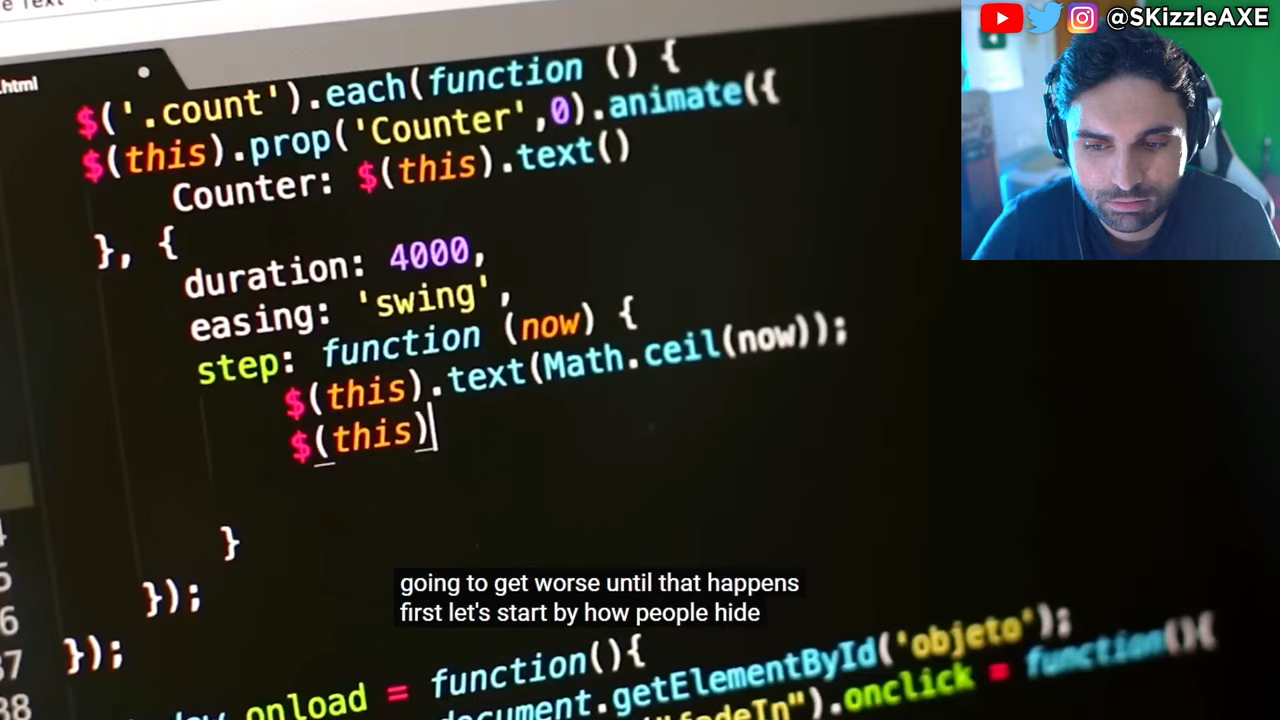 @SKizzleAXE
.html
$('.count').each(function () {
$(this).prop('Counter',0).animate({
Counter: $(this).text()
}, {
duration: 4000,
easing: 'swing',
step: function (now) {
$(this).text(Math.ceil(now));
$(this)
}
});
});
going to get worse until that happens
first let's start by how people hide
onload = function(){
document.getElementById('objeto');
"fadeIn").onclick = function(){